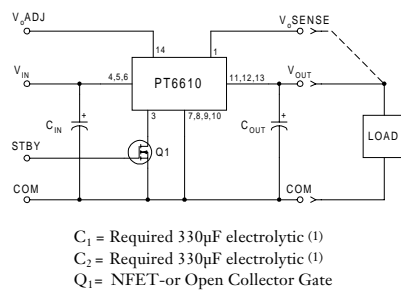 VoADJ
VoSENSE
14
1
VIN
4,5,6
PT6610
11,12,13
VOUT
CIN
+
3
7,8,9,10
COUT
+
LOAD
STBY
Q1
COM
COM
C1 = Required 330µF electrolytic (1)
C2 = Required 330µF electrolytic (1)
Q1= NFET-or Open Collector Gate